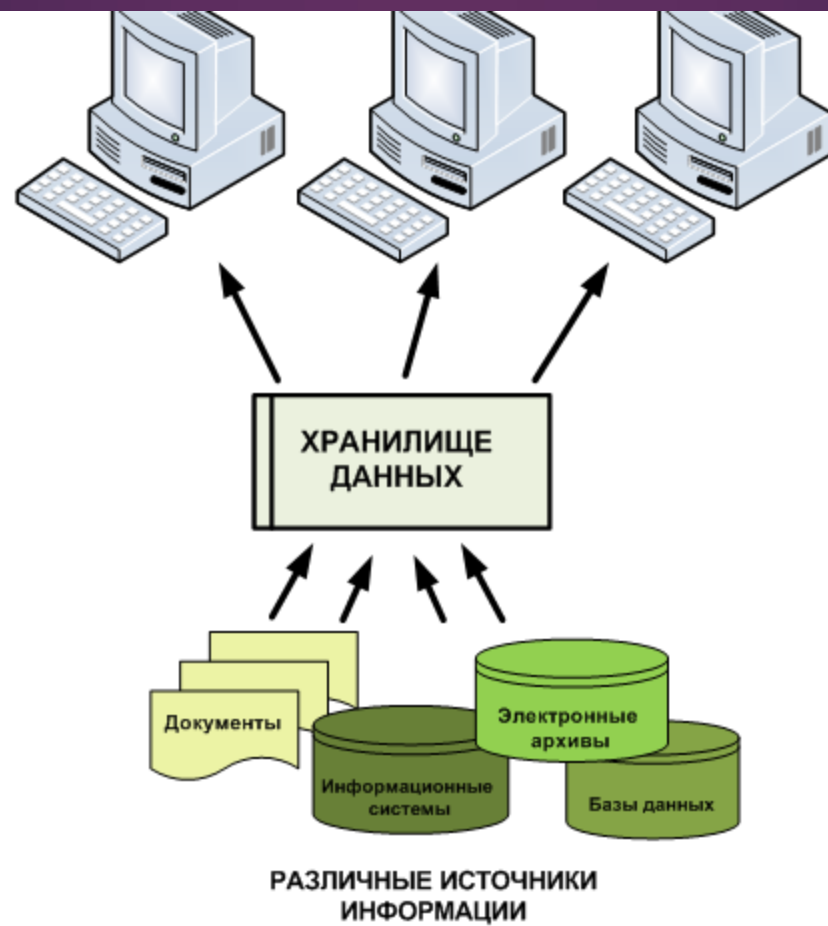 ХРАНИЛИЩЕ
ДАННЫХ
Документы
Информационные
системы
Электронные
архивы
Базы данных
РАЗЛИЧНЫЕ ИСТОЧНИКИ
ИНФОРМАЦИИ